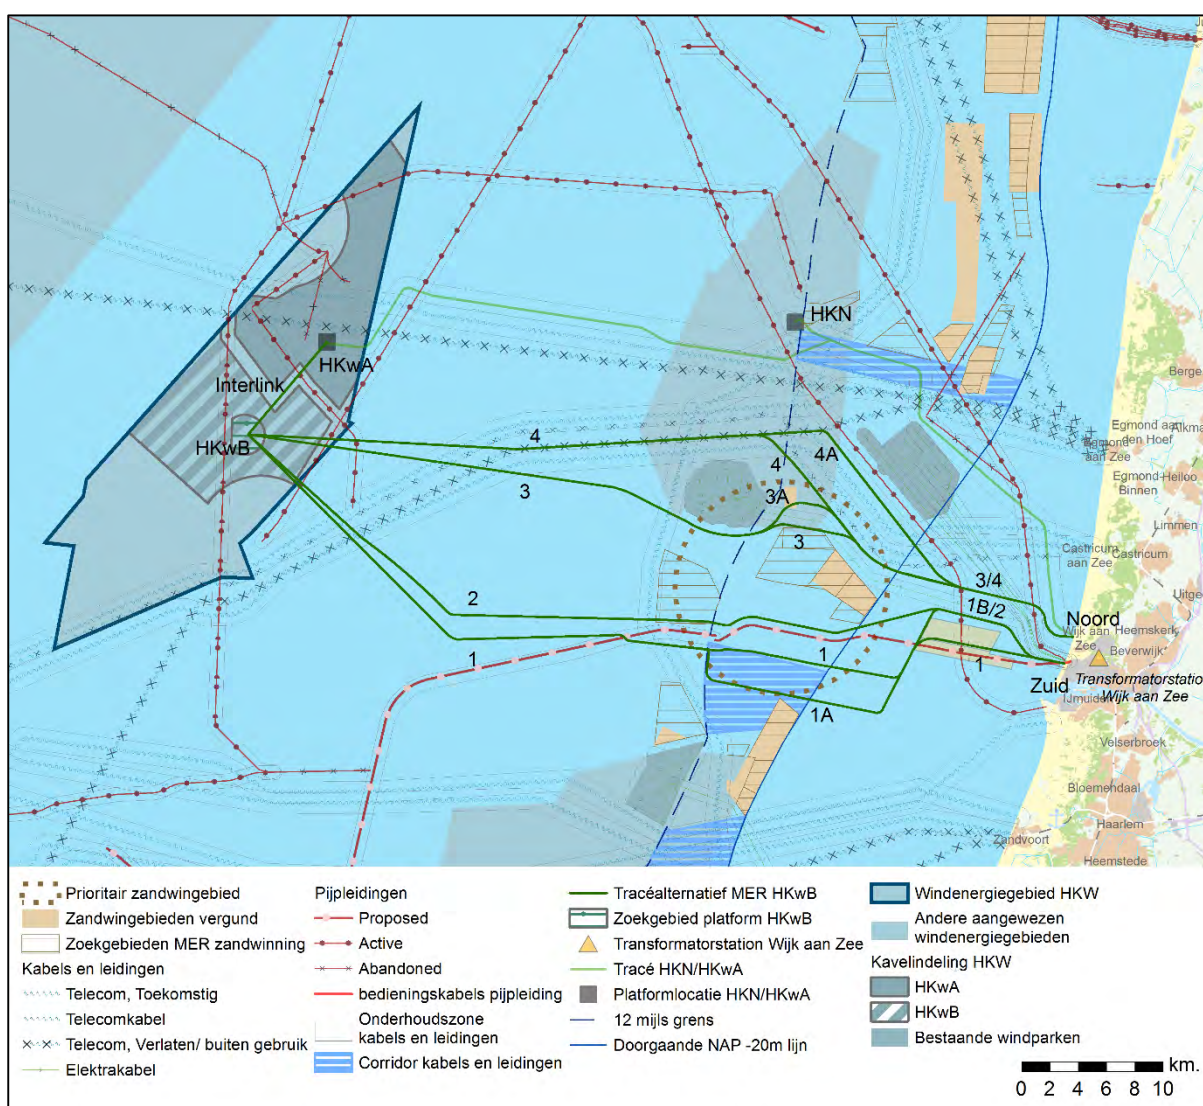 HKN
HKwA
Interlink
Berge
HKwB
4
4A
Egmond aan
den Hoef
Alkma
Egmond
aan Zee
4
3
3A
Egmond-Heiloo
Binnen
Limmen
3
Castricum
aan Zee
Castricum
3/4
Uitge
2
1B/2
Noord
Wijk aan
Zee
Heemskerk
1
1
1
Beverwijk
Zuid
Transformatorstation
Wijk aan Zee
IJmuiden
1A
Velserbroek
Bloemendaal
Haarlem
Zandvoort
Heemstede
Prioritair zandwingebied
Zandwingebieden vergund
Zoekgebieden MER zandwinning
Kabels en leidingen
Telecom, Toekomstig
Telecomkabel
Telecom, Verlaten/ buiten gebruik
Elektrakabel
Pijpleidingen
Proposed
Active
Abandoned
bedieningskabels pijpleiding
Onderhoudszone
kabels en leidingen
Corridor kabels en leidingen
Tracéalternatief MER HKwB
Zoekgebied platform HKwB
Transformatorstation Wijk aan Zee
Tracé HKN/HKwA
Platformlocatie HKN/HKwA
12 mijls grens
Doorgaande NAP -20m lijn
Windenergiegebied HKW
Andere aangewezen
windenergiegebieden
Kavelindeling HKW
HKwA
HKwB
Bestaande windparken
km.
0 2 4 6 8 10